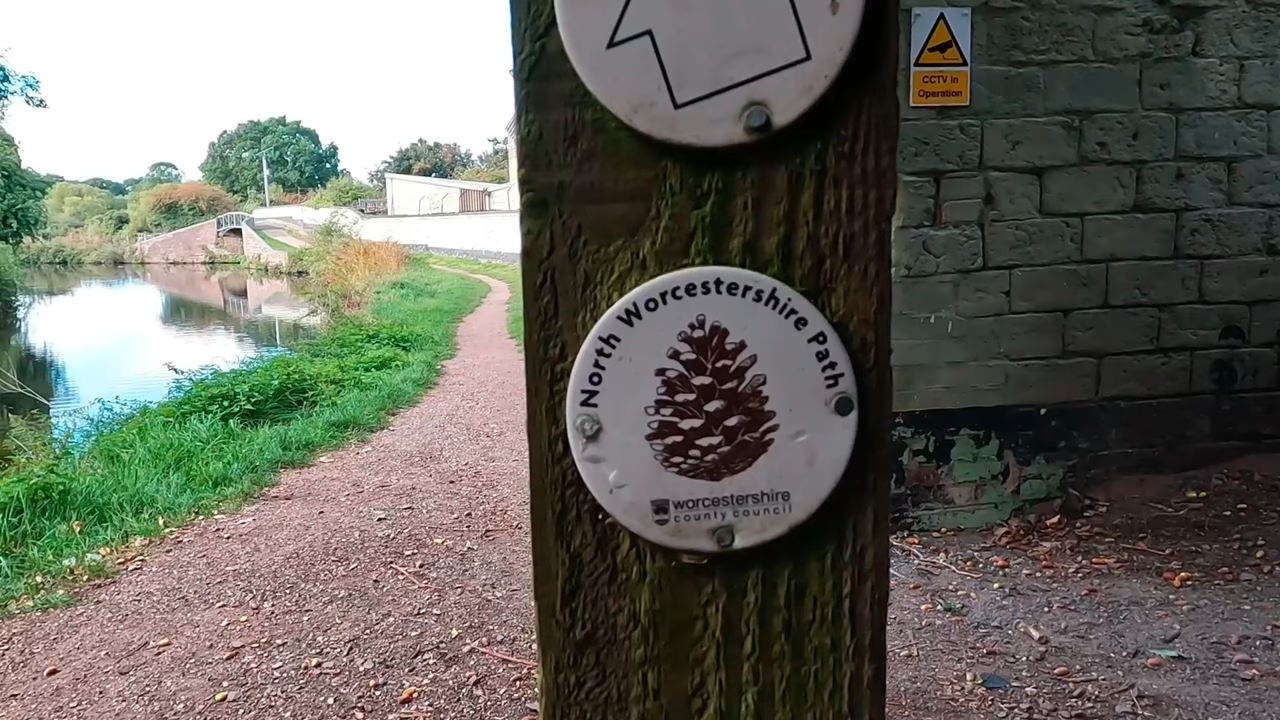 CCTV in
Operation
North Worcestershire Path
worcestershire
county council